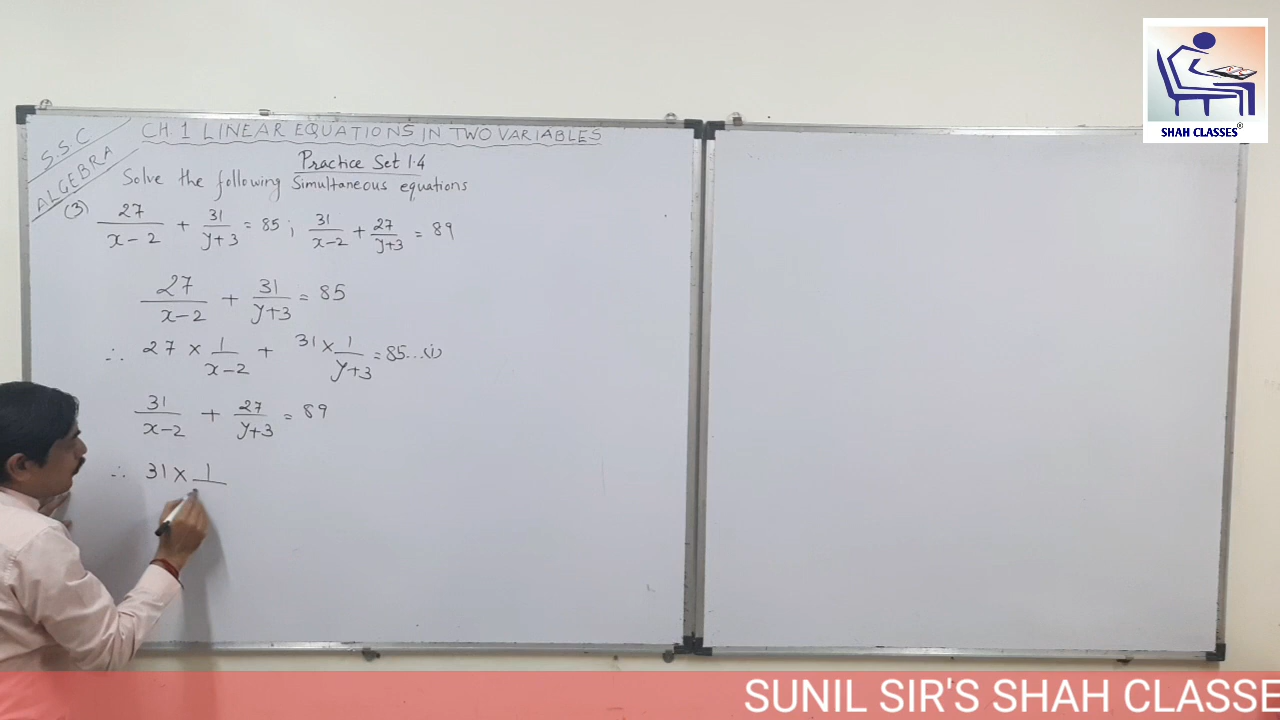 SHAH CLASSES®
S.S.C
ALGEBRA
CH. 1 LINEAR EQUATIONS IN TWO VARIABLES
Practice Set 1.4
Solve the following Simultaneous equations
(3) 27/(x-2) + 31/(y+3) = 85 ; 31/(x-2) + 27/(y+3) = 89
27/(x-2) + 31/(y+3) = 85
∴ 27 × 1/(x-2) + 31 × 1/(y+3) = 85...(i)
31/(x-2) + 27/(y+3) = 89
∴ 31 × 1/
SUNIL SIR'S SHAH CLASSE